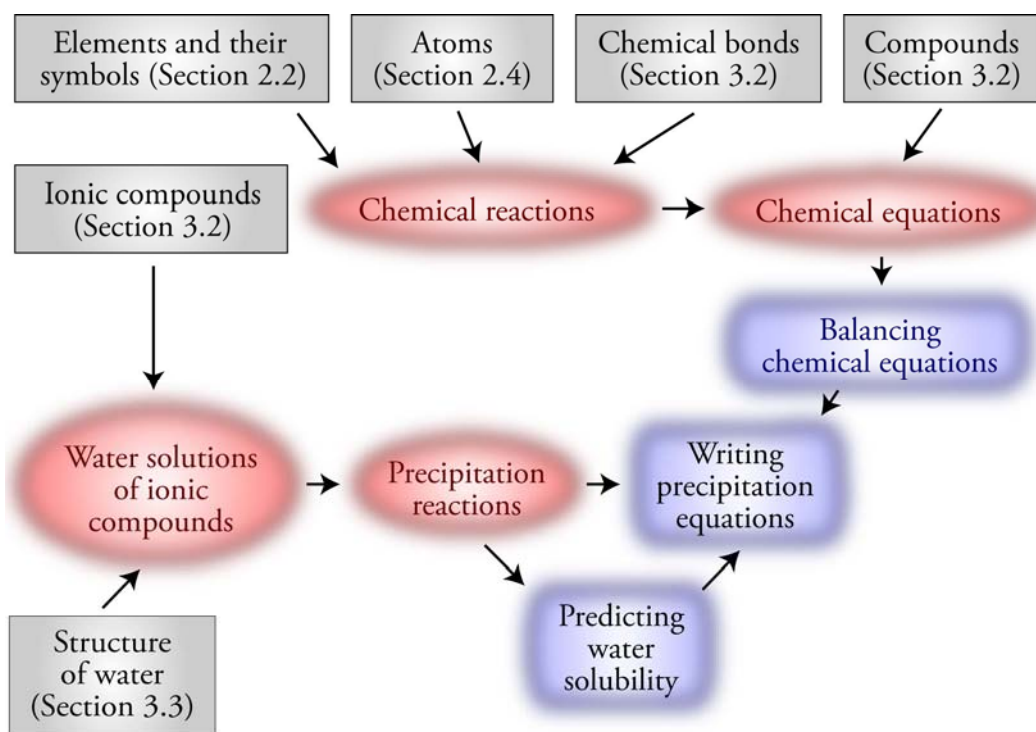 Elements and their
symbols (Section 2.2)
Atoms
(Section 2.4)
Chemical bonds
(Section 3.2)
Compounds
(Section 3.2)
Ionic compounds
(Section 3.2)
Chemical reactions
Chemical equations
Balancing
chemical equations
Water solutions
of ionic
compounds
Precipitation
reactions
Writing
precipitation
equations
Predicting
water
solubility
Structure
of water
(Section 3.3)